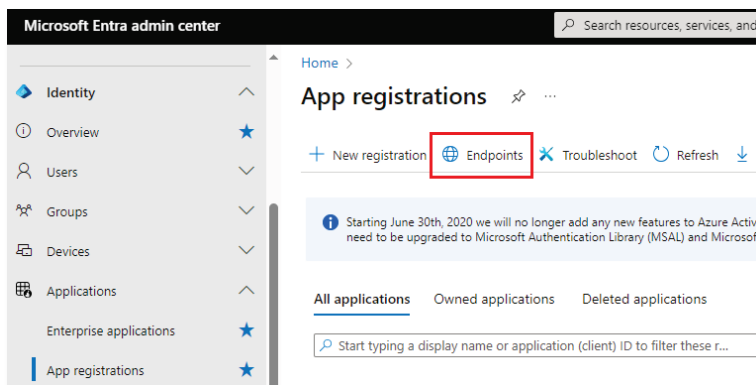 Microsoft Entra admin center
Search resources, services, and
Identity
Overview
Users
Groups
Devices
Applications
Enterprise applications
App registrations
Home >
App registrations
New registration Endpoints Troubleshoot Refresh
Starting June 30th, 2020 we will no longer add any new features to Azure Activ
need to be upgraded to Microsoft Authentication Library (MSAL) and Microsof
All applications Owned applications Deleted applications
Start typing a display name or application (client) ID to filter these r...